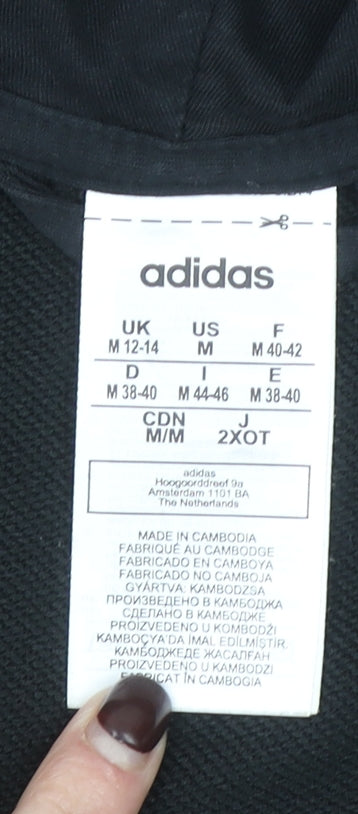 adidas
UK US F
M 12-14 M M 40-42
D I E
M 38-40 M 44-46 M 38-40
CDN J
M/M 2XOT
adidas
Hoogoorddreef 9a
Amsterdam 1101 BA
The Netherlands
MADE IN CAMBODIA
FABRIQUÉ AU CAMBODGE
FABRICADO EN CAMBOYA
FABRICADO NO CAMBOJA
GYÁRTVA: KAMBODZSA
ПРОИЗВЕДЕНО В КАМБОДЖА
СДЕЛАНО В КАМБОДЖЕ
PROIZVEDENO U KOMBODŽI
KAMBOÇYA'DA İMAL EDİLMİŞTİR.
КАМБОДЖЕДЕ ЖАСАЛҒАН
PROIZVEDENO U KAMBODZI
FABRICAT ÎN CAMBOGIA